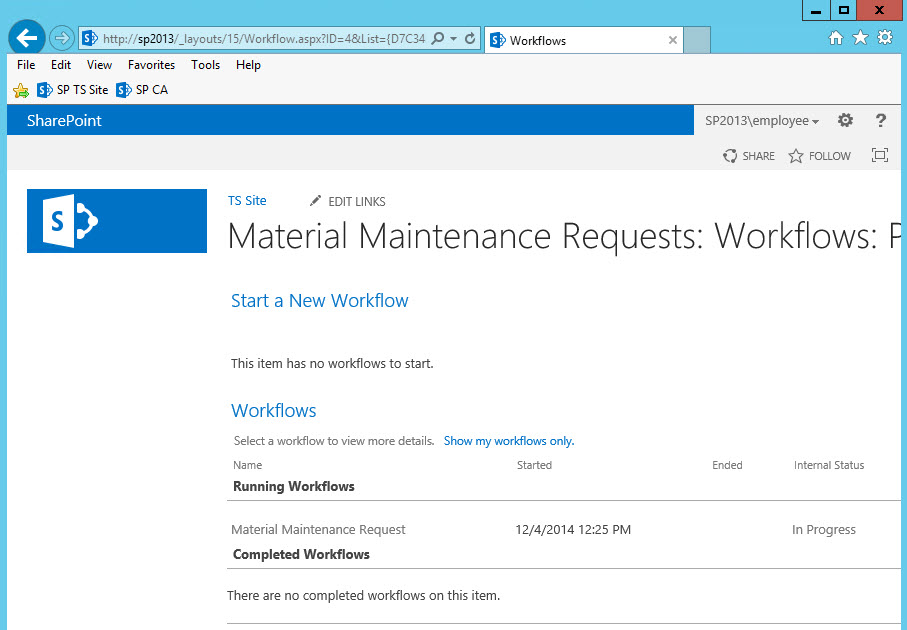 http://sp2013/_layouts/15/Workflow.aspx?ID=4&List={D7C34
Workflows
File Edit View Favorites Tools Help
SP TS Site SP CA
SharePoint
SP2013\employee
?
SHARE FOLLOW
S
TS Site EDIT LINKS
Material Maintenance Requests: Workflows: P
Start a New Workflow
This item has no workflows to start.
Workflows
Select a workflow to view more details. Show my workflows only.
Name Started Ended Internal Status
Running Workflows
Material Maintenance Request 12/4/2014 12:25 PM In Progress
Completed Workflows
There are no completed workflows on this item.